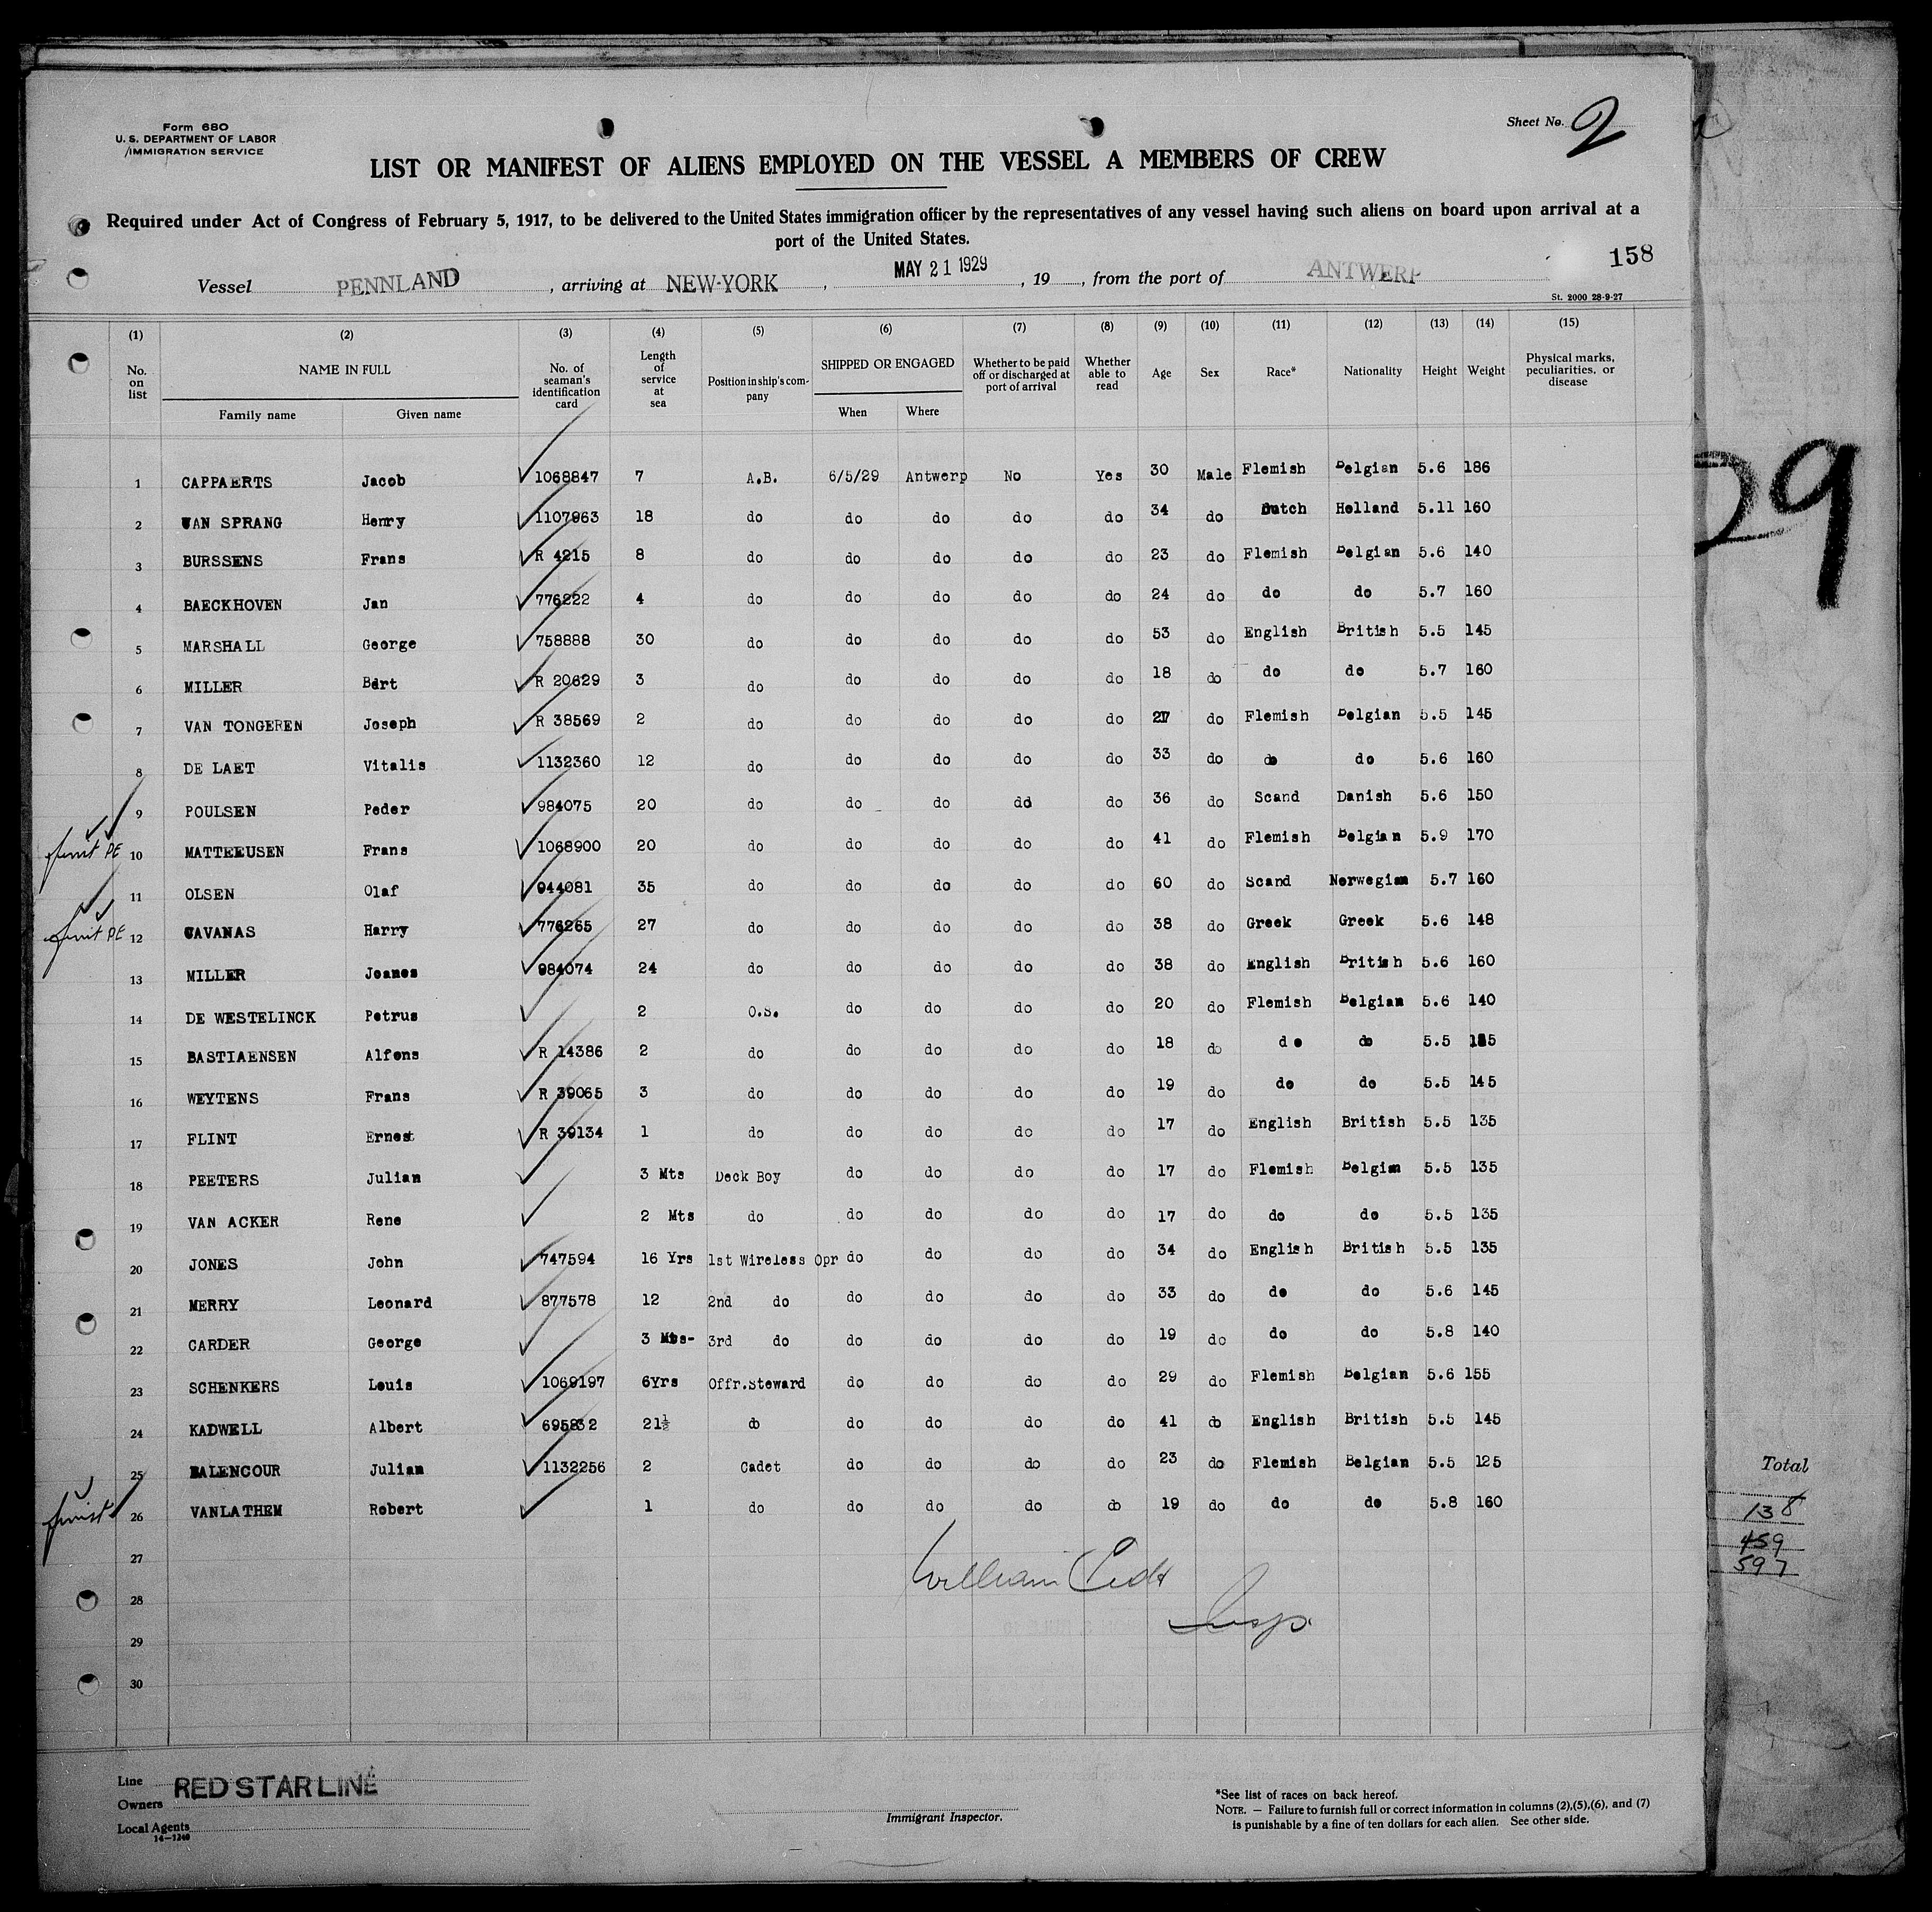 Form 680
U. S. DEPARTMENT OF LABOR
IMMIGRATION SERVICE
Sheet No. 2
LIST OR MANIFEST OF ALIENS EMPLOYED ON THE VESSEL A MEMBERS OF CREW
Required under Act of Congress of February 5, 1917, to be delivered to the United States immigration officer by the representatives of any vessel having such aliens on board upon arrival at a
port of the United States.
158
Vessel PENNLAND, arriving at NEW-YORK, MAY 21 1929, 19, from the port of ANTWERP
St. 2000 28-9-27
(1) (2) (3) (4) (5) (6) (7) (8) (9) (10) (11) (12) (13) (14) (15)
No. on list NAME IN FULL Family name Given name No. of seaman's identification card Length of service at sea Position in ship's com-pany SHIPPED OR ENGAGED When Where Whether to be paid off or discharged at port of arrival Whether able to read Age Sex Race* Nationality Height Weight Physical marks, peculiarities, or disease
1 CAPPAERTS Jacob 1068847 7 A.B. 6/5/29 Antwerp No Yes 30 Male Flemish Belgian 5.6 186
2 VAN SPRANG Henry 1107963 18 do do do do do 34 do Dutch Holland 5.11 160
3 BURSSENS Frans R 4215 8 do do do do do 23 do Flemish Belgian 5.6 140
4 BAECKHOVEN Jan 776222 4 do do do do do 24 do do do 5.7 160
5 MARSHALL George 758888 30 do do do do do 53 do English British 5.5 145
6 MILLER Bert R 20629 3 do do do do do 18 do do do 5.7 160
7 VAN TONGEREN Joseph R 38569 2 do do do do do 21 do Flemish Belgian 5.5 145
8 DE LAET Vitalis 1132360 12 do do do do do 33 do do do 5.6 160
9 POULSEN Peder 984075 20 do do do do do 36 do Scand Danish 5.6 150
10 MATTEEUSEN Frans 1068900 20 do do do do do 41 do Flemish Belgian 5.9 170
11 OLSEN Olaf 944081 35 do do do do do 60 do Scand Norwegian 5.7 160
12 CAVANAS Harry 776265 27 do do do do do 38 do Greek Greek 5.6 148
13 MILLER Joanes 984074 24 do do do do do 38 do English British 5.6 160
14 DE WESTELINCK Petrus 2 O.S. do do do do 20 do Flemish Belgian 5.6 140
15 BASTIAENSEN Alfons R 14386 2 do do do do do 18 do do do 5.5
16 WEYTENS Frans R 39065 3 do do do do do 19 do do do 5.5 145
17 FLINT Ernest R 39134 1 do do do do do 17 do English British 5.5 135
18 PEETERS Julian 3 Mts Deck Boy do do do do 17 do Flemish Belgian 5.5 135
19 VAN ACKER Rene 2 Mts do do do do do 17 do do do 5.5 135
20 JONES John 747594 16 Yrs 1st Wireless Opr do do do do 34 do English British 5.5 135
21 MERRY Leonard 877578 12 2nd do do do do do 33 do do do 5.6 145
22 CARDER George 3 Mts- 3rd do do do do do 19 do do do 5.8 140
23 SCHENKERS Louis 1069197 6Yrs Offr.Steward do do do do 29 do Flemish Belgian 5.6 155
24 KADWELL Albert 695832 21½ do do do do do 41 do English British 5.5 145
25 BALENCOUR Julian 1132256 2 Cadet do do do do 23 do Flemish Belgian 5.5 125
26 VANLATHEM Robert 1 do do do do do 19 do do do 5.8 160
27
28
29
30
William
Insp.
Total
138
459
597
29
Line RED STAR LINE
Owners
Local Agents
14-1240
Immigrant Inspector.
*See list of races on back hereof.
NOTE. — Failure to furnish full or correct information in columns (2),(5),(6), and (7)
is punishable by a fine of ten dollars for each alien. See other side.